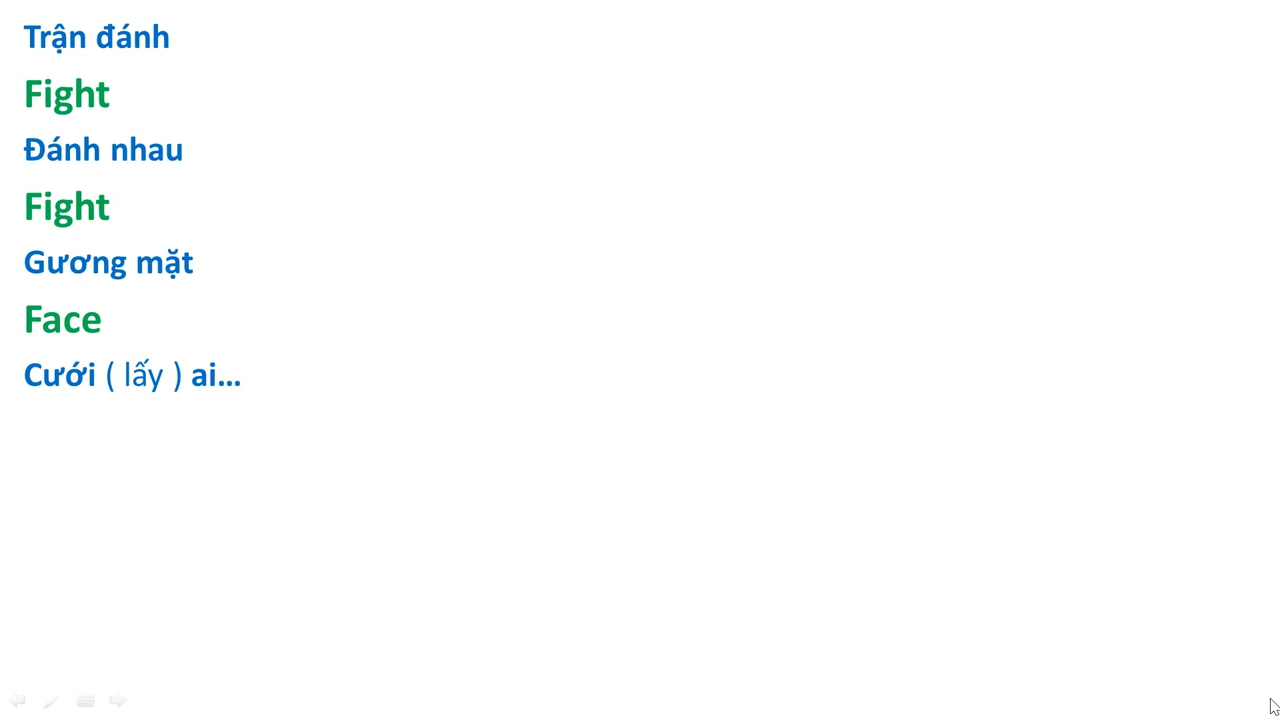 Trận đánh
Fight
Đánh nhau
Fight
Gương mặt
Face
Cưới ( lấy ) ai...